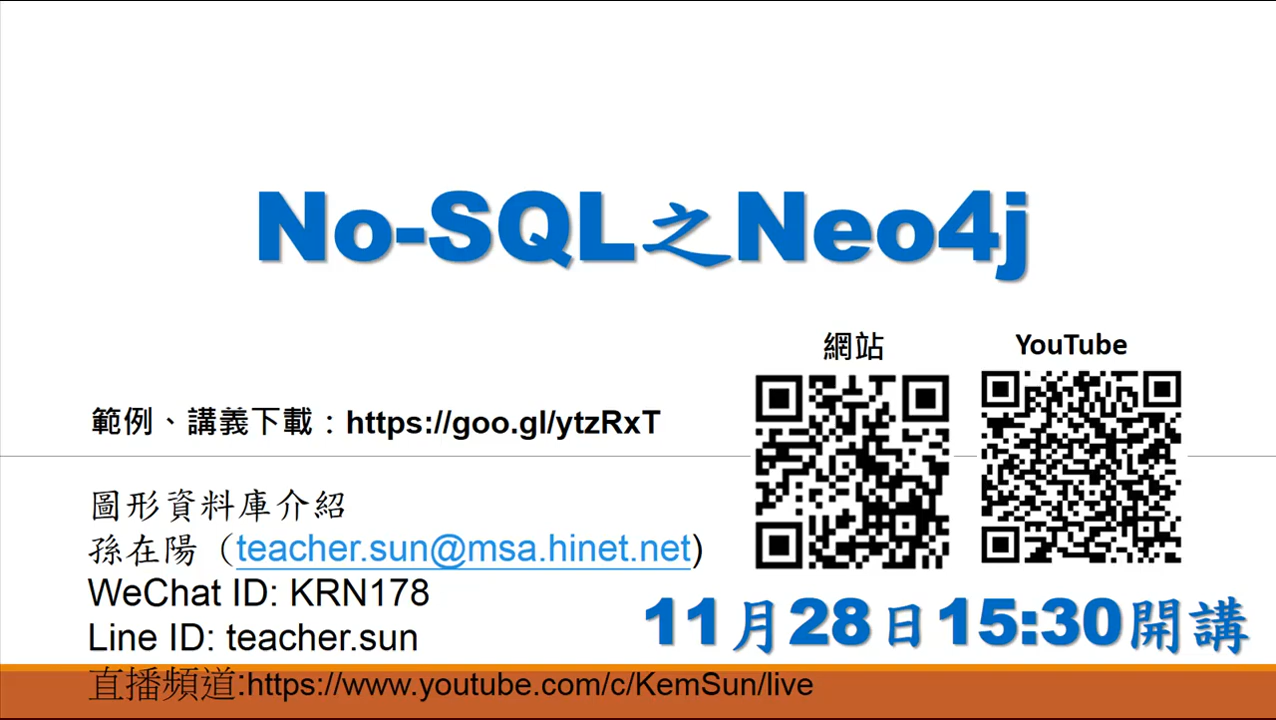 No-SQL之Neo4j
網站
YouTube
範例、講義下載：https://goo.gl/ytzRxT
圖形資料庫介紹
孫在陽（teacher.sun@msa.hinet.net)
WeChat ID: KRN178
Line ID: teacher.sun
11月28日15:30開講
直播頻道:https://www.youtube.com/c/KemSun/live